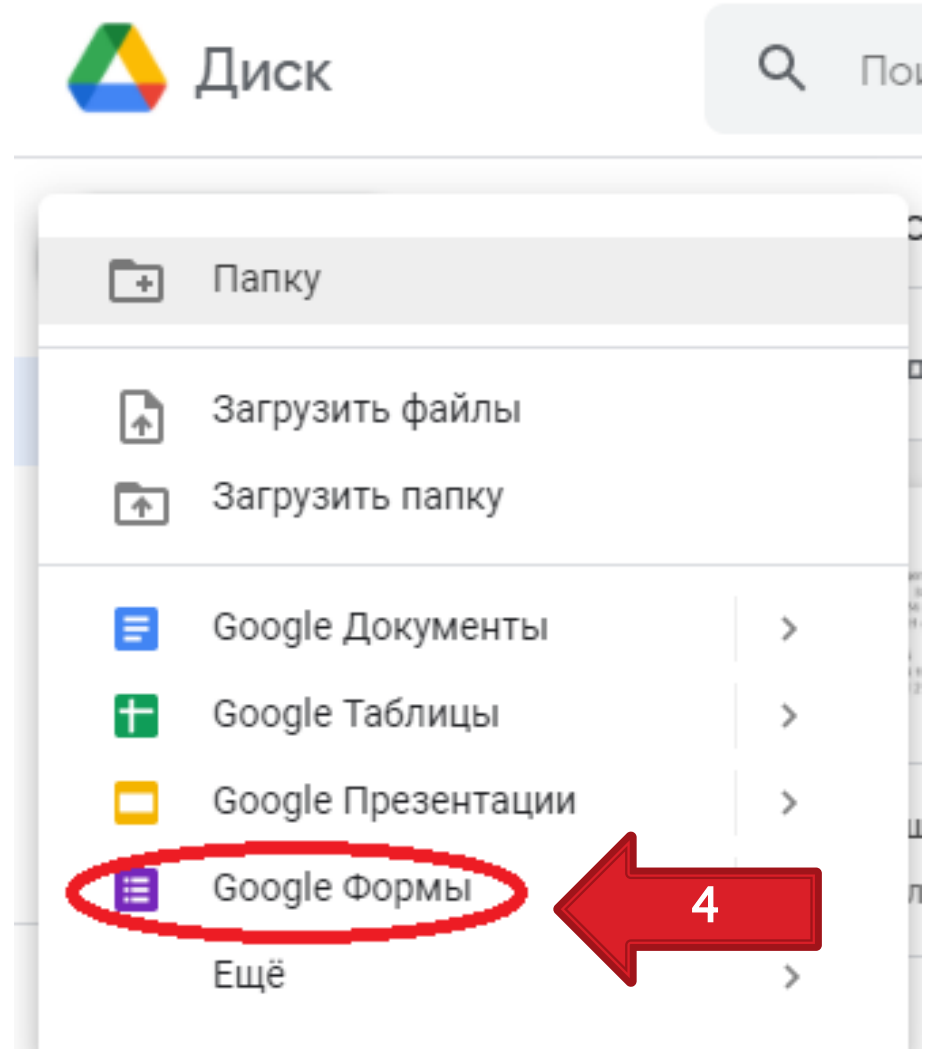 Диск
Папку
Загрузить файлы
Загрузить папку
Google Документы
Google Таблицы
Google Презентации
Google Формы
4
Ещё